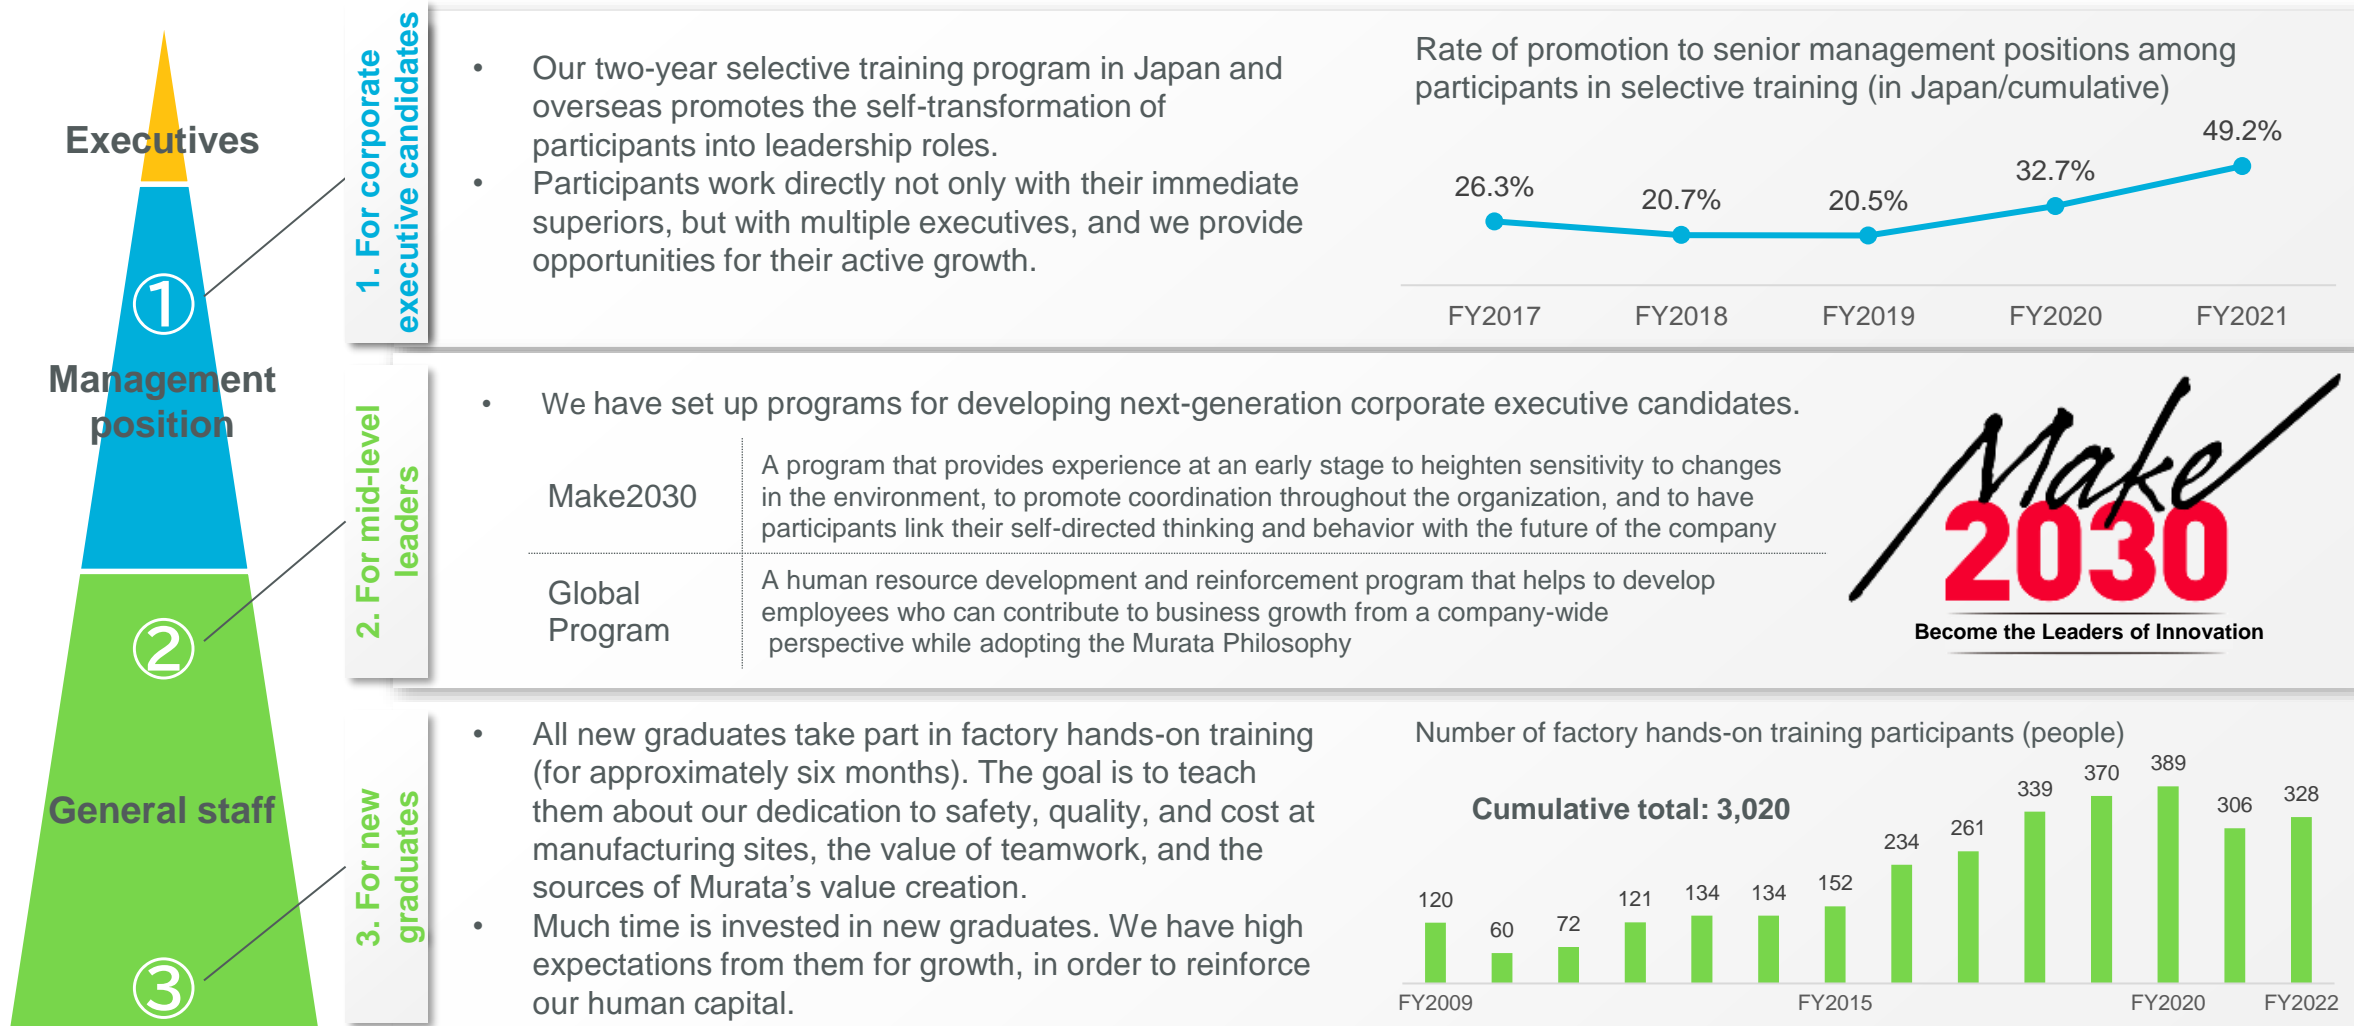 Executives
①
Management
position
②
General staff
③
1. For corporate
executive candidates
• Our two-year selective training program in Japan and
overseas promotes the self-transformation of
participants into leadership roles.
• Participants work directly not only with their immediate
superiors, but with multiple executives, and we provide
opportunities for their active growth.
Rate of promotion to senior management positions among
participants in selective training (in Japan/cumulative)
26.3%
20.7%
20.5%
32.7%
49.2%
FY2017
FY2018
FY2019
FY2020
FY2021
2. For mid-level
leaders
• We have set up programs for developing next-generation corporate executive candidates.
Make2030
A program that provides experience at an early stage to heighten sensitivity to changes
in the environment, to promote coordination throughout the organization, and to have
participants link their self-directed thinking and behavior with the future of the company
Global
Program
A human resource development and reinforcement program that helps to develop
employees who can contribute to business growth from a company-wide
perspective while adopting the Murata Philosophy
Make
2030
Become the Leaders of Innovation
3. For new
graduates
• All new graduates take part in factory hands-on training
(for approximately six months). The goal is to teach
them about our dedication to safety, quality, and cost at
manufacturing sites, the value of teamwork, and the
sources of Murata’s value creation.
• Much time is invested in new graduates. We have high
expectations from them for growth, in order to reinforce
our human capital.
Number of factory hands-on training participants (people)
Cumulative total: 3,020
120
60
72
121
134
134
152
234
261
339
370
389
306
328
FY2009
FY2015
FY2020
FY2022